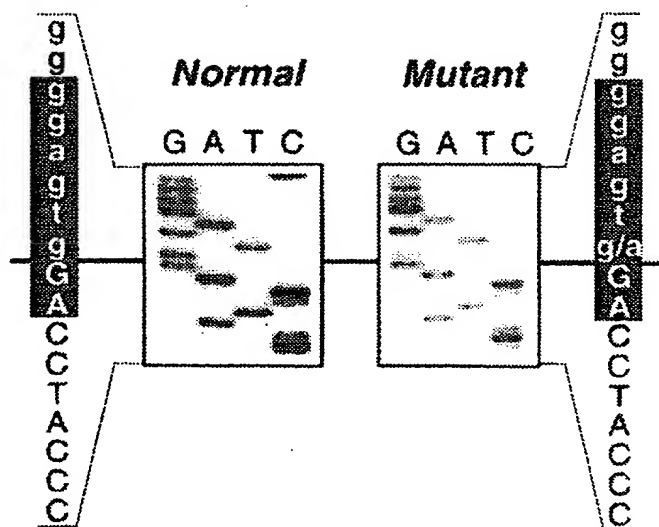 g g g g a g t g G A C C T A C C C
Normal
G A T C
Mutant
G A T C
g g g g a g t g/a G A C C T A C C C